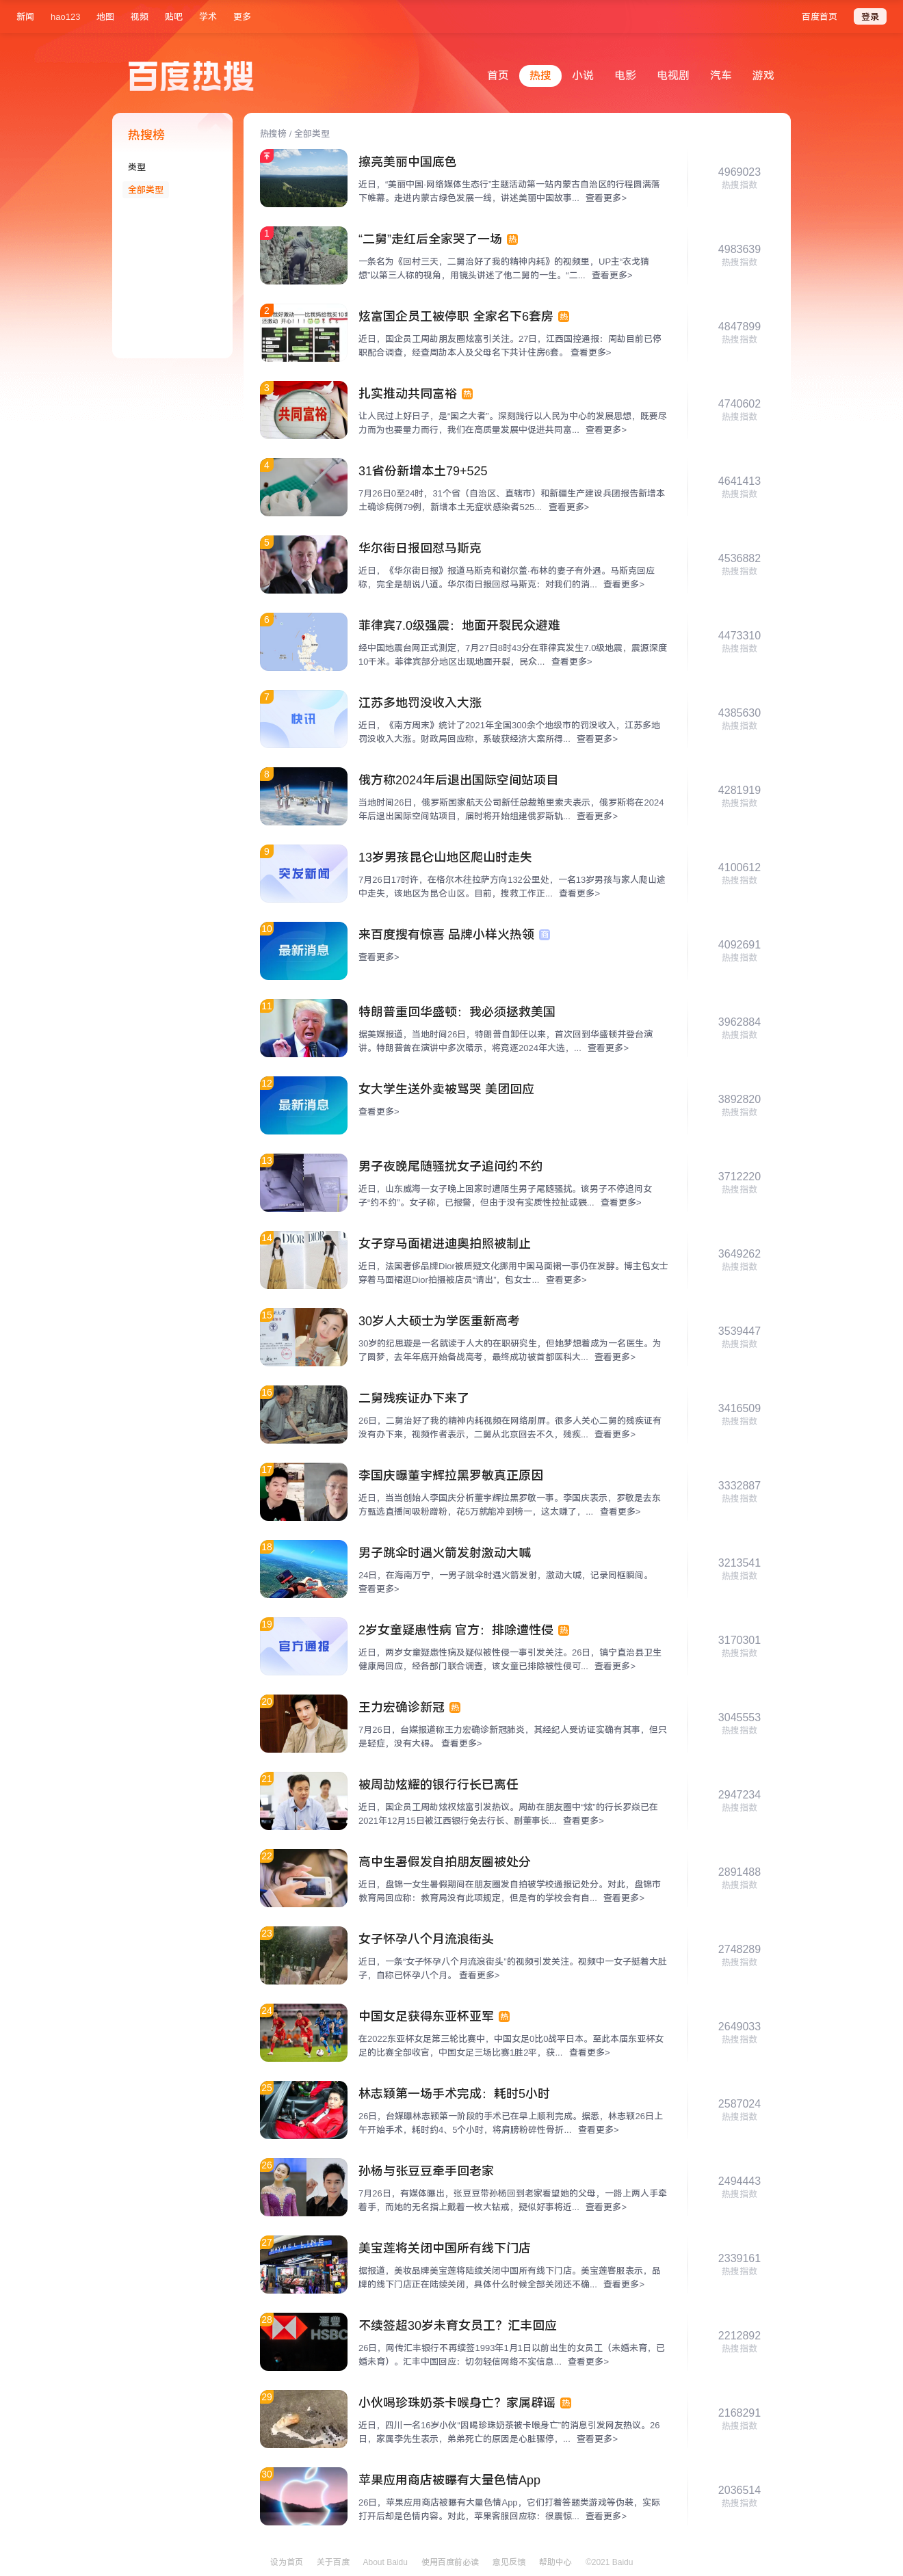 新闻 hao123 地图 视频 贴吧 学术 更多 百度首页 登录
百度热搜
首页 热搜 小说 电影 电视剧 汽车 游戏
热搜榜
类型
全部类型
热搜榜 / 全部类型
擦亮美丽中国底色
近日，“美丽中国·网络媒体生态行”主题活动第一站内蒙古自治区的行程圆满落
下帷幕。走进内蒙古绿色发展一线，讲述美丽中国故事... 查看更多>
4969023
热搜指数
1
“二舅”走红后全家哭了一场 热
一条名为《回村三天，二舅治好了我的精神内耗》的视频里，UP主“衣戈猜
想”以第三人称的视角，用镜头讲述了他二舅的一生。“二... 查看更多>
4983639
热搜指数
2
炫富国企员工被停职 全家名下6套房 热
近日，国企员工周劼朋友圈炫富引关注。27日，江西国控通报：周劼目前已停
职配合调查，经查周劼本人及父母名下共计住房6套。 查看更多>
4847899
热搜指数
3
共同富裕
扎实推动共同富裕 热
让人民过上好日子，是“国之大者”。深刻践行以人民为中心的发展思想，既要尽
力而为也要量力而行，我们在高质量发展中促进共同富... 查看更多>
4740602
热搜指数
4
31省份新增本土79+525
7月26日0至24时，31个省（自治区、直辖市）和新疆生产建设兵团报告新增本
土确诊病例79例，新增本土无症状感染者525... 查看更多>
4641413
热搜指数
5
华尔街日报回怼马斯克
近日，《华尔街日报》报道马斯克和谢尔盖·布林的妻子有外遇。马斯克回应
称，完全是胡说八道。华尔街日报回怼马斯克：对我们的消... 查看更多>
4536882
热搜指数
6
菲律宾7.0级强震：地面开裂民众避难
经中国地震台网正式测定，7月27日8时43分在菲律宾发生7.0级地震，震源深度
10千米。菲律宾部分地区出现地面开裂，民众... 查看更多>
4473310
热搜指数
7
快讯
江苏多地罚没收入大涨
近日，《南方周末》统计了2021年全国300余个地级市的罚没收入，江苏多地
罚没收入大涨。财政局回应称，系破获经济大案所得... 查看更多>
4385630
热搜指数
8
俄方称2024年后退出国际空间站项目
当地时间26日，俄罗斯国家航天公司新任总裁鲍里索夫表示，俄罗斯将在2024
年后退出国际空间站项目，届时将开始组建俄罗斯轨... 查看更多>
4281919
热搜指数
9
突发新闻
13岁男孩昆仑山地区爬山时走失
7月26日17时许，在格尔木往拉萨方向132公里处，一名13岁男孩与家人爬山途
中走失，该地区为昆仑山区。目前，搜救工作正... 查看更多>
4100612
热搜指数
10
最新消息
来百度搜有惊喜 品牌小样火热领
查看更多>
4092691
热搜指数
11
特朗普重回华盛顿：我必须拯救美国
据美媒报道，当地时间26日，特朗普自卸任以来，首次回到华盛顿并登台演
讲。特朗普曾在演讲中多次暗示，将竞逐2024年大选，... 查看更多>
3962884
热搜指数
12
最新消息
女大学生送外卖被骂哭 美团回应
查看更多>
3892820
热搜指数
13
男子夜晚尾随骚扰女子追问约不约
近日，山东威海一女子晚上回家时遭陌生男子尾随骚扰。该男子不停追问女
子“约不约”。女子称，已报警，但由于没有实质性拉扯或猥... 查看更多>
3712220
热搜指数
14
DIOR DIOR
女子穿马面裙进迪奥拍照被制止
近日，法国奢侈品牌Dior被质疑文化挪用中国马面裙一事仍在发酵。博主包女士
穿着马面裙逛Dior拍摄被店员“请出”，包女士... 查看更多>
3649262
热搜指数
15
30岁人大硕士为学医重新高考
30岁的纪思璇是一名就读于人大的在职研究生，但她梦想着成为一名医生。为
了圆梦，去年年底开始备战高考，最终成功被首都医科大... 查看更多>
3539447
热搜指数
16
二舅残疾证办下来了
26日，二舅治好了我的精神内耗视频在网络刷屏。很多人关心二舅的残疾证有
没有办下来，视频作者表示，二舅从北京回去不久，残疾... 查看更多>
3416509
热搜指数
17
李国庆曝董宇辉拉黑罗敏真正原因
近日，当当创始人李国庆分析董宇辉拉黑罗敏一事。李国庆表示，罗敏是去东
方甄选直播间吸粉蹭粉，花5万就能冲到榜一，这太赚了，... 查看更多>
3332887
热搜指数
18
男子跳伞时遇火箭发射激动大喊
24日，在海南万宁，一男子跳伞时遇火箭发射，激动大喊，记录同框瞬间。
查看更多>
3213541
热搜指数
19
官方通报
2岁女童疑患性病 官方：排除遭性侵 热
近日，两岁女童疑患性病及疑似被性侵一事引发关注。26日，镇宁直治县卫生
健康局回应，经各部门联合调查，该女童已排除被性侵可... 查看更多>
3170301
热搜指数
20
王力宏确诊新冠 热
7月26日，台媒报道称王力宏确诊新冠肺炎，其经纪人受访证实确有其事，但只
是轻症，没有大碍。 查看更多>
3045553
热搜指数
21
被周劼炫耀的银行行长已离任
近日，国企员工周劼炫权炫富引发热议。周劼在朋友圈中“炫”的行长罗焱已在
2021年12月15日被江西银行免去行长、副董事长... 查看更多>
2947234
热搜指数
22
高中生暑假发自拍朋友圈被处分
近日，盘锦一女生暑假期间在朋友圈发自拍被学校通报记处分。对此，盘锦市
教育局回应称：教育局没有此项规定，但是有的学校会有自... 查看更多>
2891488
热搜指数
23
女子怀孕八个月流浪街头
近日，一条“女子怀孕八个月流浪街头”的视频引发关注。视频中一女子挺着大肚
子，自称已怀孕八个月。 查看更多>
2748289
热搜指数
24
中国女足获得东亚杯亚军 热
在2022东亚杯女足第三轮比赛中，中国女足0比0战平日本。至此本届东亚杯女
足的比赛全部收官，中国女足三场比赛1胜2平，获... 查看更多>
2649033
热搜指数
25
林志颖第一场手术完成：耗时5小时
26日，台媒曝林志颖第一阶段的手术已在早上顺利完成。据悉，林志颖26日上
午开始手术，耗时约4、5个小时，将肩膀粉碎性骨折... 查看更多>
2587024
热搜指数
26
孙杨与张豆豆牵手回老家
7月26日，有媒体曝出，张豆豆带孙杨回到老家看望她的父母，一路上两人手牵
着手，而她的无名指上戴着一枚大钻戒，疑似好事将近... 查看更多>
2494443
热搜指数
27
美宝莲将关闭中国所有线下门店
据报道，美妆品牌美宝莲将陆续关闭中国所有线下门店。美宝莲客服表示，品
牌的线下门店正在陆续关闭，具体什么时候全部关闭还不确... 查看更多>
2339161
热搜指数
28
HSBC
不续签超30岁未育女员工？汇丰回应
26日，网传汇丰银行不再续签1993年1月1日以前出生的女员工（未婚未育，已
婚未育）。汇丰中国回应：切勿轻信网络不实信息... 查看更多>
2212892
热搜指数
29
小伙喝珍珠奶茶卡喉身亡？家属辟谣 热
近日，四川一名16岁小伙“因喝珍珠奶茶被卡喉身亡”的消息引发网友热议。26
日，家属李先生表示，弟弟死亡的原因是心脏骤停，... 查看更多>
2168291
热搜指数
30
苹果应用商店被曝有大量色情App
26日，苹果应用商店被曝有大量色情App，它们打着答题类游戏等伪装，实际
打开后却是色情内容。对此，苹果客服回应称：很震惊... 查看更多>
2036514
热搜指数
设为首页 关于百度 About Baidu 使用百度前必读 意见反馈 帮助中心 ©2021 Baidu